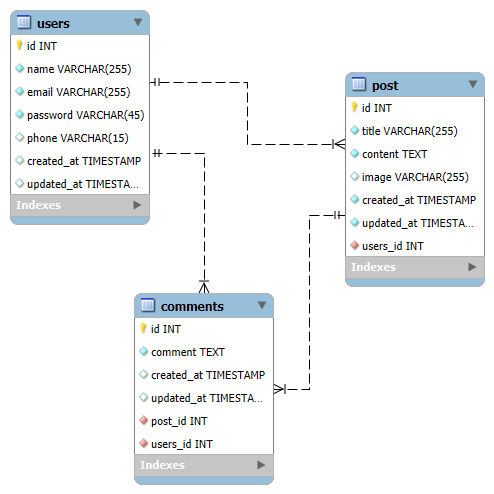 users
id INT
name VARCHAR(255)
email VARCHAR(255)
password VARCHAR(45)
phone VARCHAR(15)
created_at TIMESTAMP
updated_at TIMESTA...
Indexes
post
id INT
title VARCHAR(255)
content TEXT
image VARCHAR(255)
created_at TIMESTAMP
updated_at TIMESTA...
users_id INT
Indexes
comments
id INT
comment TEXT
created_at TIMESTAMP
updated_at TIMESTA...
post_id INT
users_id INT
Indexes